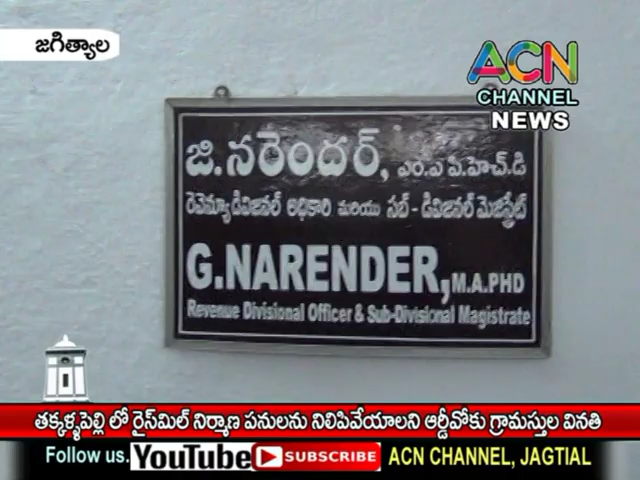 జగిత్యాల
ACN
CHANNEL
NEWS
జి.నరేందర్, ఎం.ఎ ఏ.హెచ్.డి
రెవెన్యూ డివిజనల్ అధికారి మరియు సబ్ - డివిజనల్ మెజిస్ట్రేట్
G.NARENDER, M.A.PHD
Revenue Divisional Officer & Sub-Divisional Magistrate
తక్కళ్ళపెల్లి లో రైస్‌మిల్ నిర్మాణ పనులను నిలిపివేయాలని ఆర్డీవోకు గ్రామస్తుల వినతి
Follow us. YouTube SUBSCRIBE ACN CHANNEL, JAGTIAL